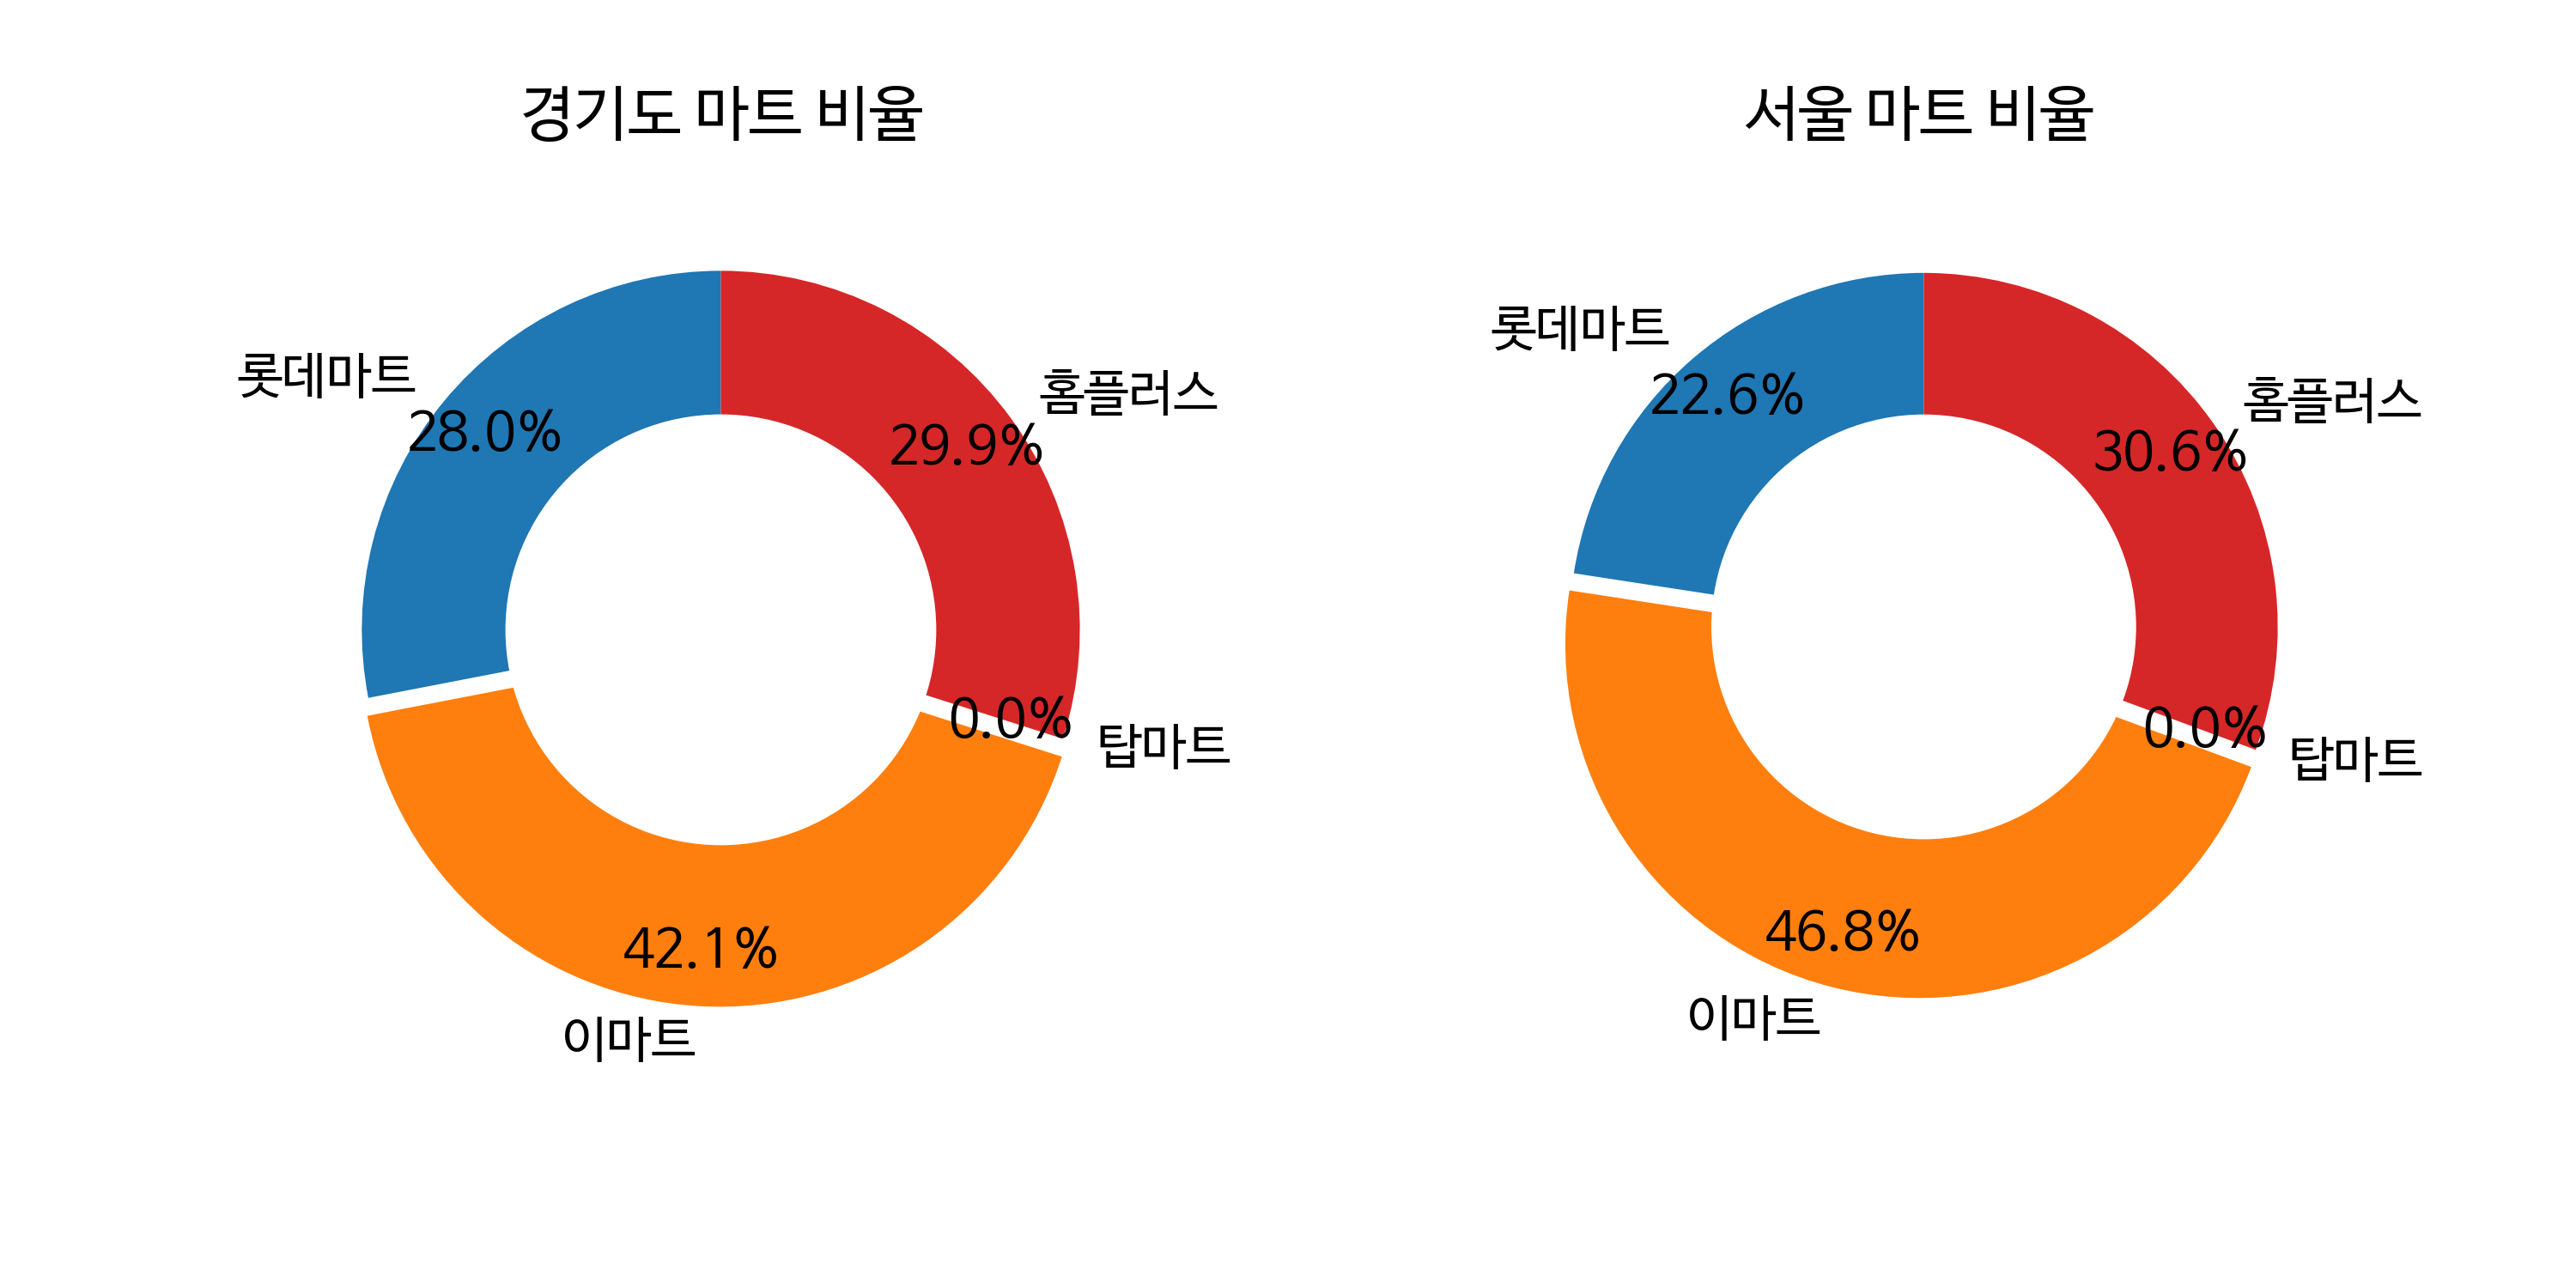 경기도 마트 비율
롯데마트
28.0%
홈플러스
29.9%
0.0%
탑마트
42.1%
이마트
서울 마트 비율
롯데마트
22.6%
홈플러스
30.6%
0.0%
탑마트
46.8%
이마트